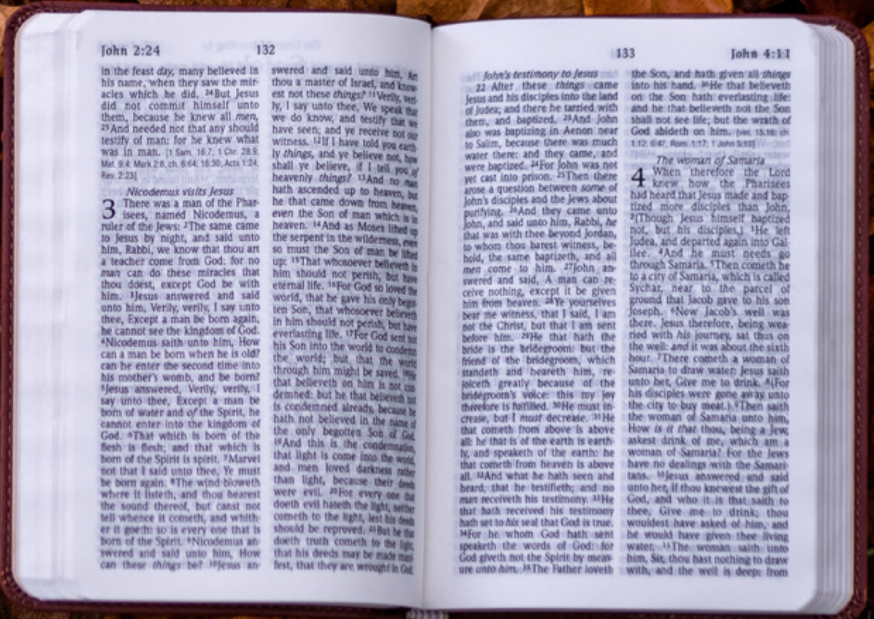 John 2:24
132
in the feast day, many believed in
his name, when they saw the mir-
acles which he did. 24But Jesus
did not commit himself unto
them, because he knew all men,
25And needed not that any should
testify of man: for he knew what
was in man. [1 Sam. 16:7; 1 Chr. 28:9;
Mat. 9:4; Mark 2:8; ch. 6:64; 16:30; Acts 1:24;
Rev. 2:23]
Nicodemus visits Jesus
3 There was a man of the Phar-
isees, named Nicodemus, a
ruler of the Jews: 2The same came
to Jesus by night, and said unto
him, Rabbi, we know that thou art
a teacher come from God: for no
man can do these miracles that
thou doest, except God be with
him. 3Jesus answered and said
unto him, Verily, verily, I say unto
thee, Except a man be born again,
he cannot see the kingdom of God.
4Nicodemus saith unto him, How
can a man be born when he is old?
can he enter the second time into
his mother's womb, and be born?
5Jesus answered, Verily, verily, I
say unto thee, Except a man be
born of water and of the Spirit, he
cannot enter into the kingdom of
God. 6That which is born of the
flesh is flesh; and that which is
born of the Spirit is spirit. 7Marvel
not that I said unto thee, Ye must
be born again. 8The wind bloweth
where it listeth, and thou hearest
the sound thereof, but canst not
tell whence it cometh, and whith-
er it goeth: so is every one that is
born of the Spirit. 9Nicodemus an-
swered and said unto him, How
can these things be? 10Jesus an-
swered and said unto him, Art
thou a master of Israel, and know-
est not these things? 11Verily, veri-
ly, I say unto thee, We speak that
we do know, and testify that we
have seen; and ye receive not our
witness. 12If I have told you earth-
ly things, and ye believe not, how
shall ye believe, if I tell you of
heavenly things? 13And no man
hath ascended up to heaven, but
he that came down from heaven,
even the Son of man which is in
heaven. 14And as Moses lifted up
the serpent in the wilderness, even
so must the Son of man be lifted
up: 15That whosoever believeth in
him should not perish, but have
eternal life. 16For God so loved the
world, that he gave his only begot-
ten Son, that whosoever believeth
in him should not perish, but have
everlasting life. 17For God sent not
his Son into the world to condemn
the world; but that the world
through him might be saved. 18He
that believeth on him is not con-
demned: but he that believeth not
is condemned already, because he
hath not believed in the name of
the only begotten Son of God.
19And this is the condemnation,
that light is come into the world,
and men loved darkness rather
than light, because their deeds
were evil. 20For every one that
doeth evil hateth the light, neither
cometh to the light, lest his deeds
should be reproved. 21But he that
doeth truth cometh to the light,
that his deeds may be made mani-
fest, that they are wrought in God.
133
John 4:11
John's testimony to Jesus
22 After these things came
Jesus and his disciples into the land
of Judea; and there he tarried with
them, and baptized. 23And John
also was baptizing in Aenon near
to Salim, because there was much
water there: and they came, and
were baptized. 24For John was not
yet cast into prison. 25Then there
arose a question between some of
John's disciples and the Jews about
purifying. 26And they came unto
John, and said unto him, Rabbi, he
that was with thee beyond Jordan,
to whom thou barest witness, be-
hold, the same baptizeth, and all
men come to him. 27John an-
swered and said, A man can re-
ceive nothing, except it be given
him from heaven. 28Ye yourselves
bear me witness, that I said, I am
not the Christ, but that I am sent
before him. 29He that hath the
bride is the bridegroom: but the
friend of the bridegroom, which
standeth and heareth him, re-
joiceth greatly because of the
bridegroom's voice: this my joy
therefore is fulfilled. 30He must in-
crease, but I must decrease. 31He
that cometh from above is above
all: he that is of the earth is earth-
ly, and speaketh of the earth: he
that cometh from heaven is above
all. 32And what he hath seen and
heard, that he testifieth; and no
man receiveth his testimony. 33He
that hath received his testimony
hath set to his seal that God is true.
34For he whom God hath sent
speaketh the words of God: for
God giveth not the Spirit by meas-
ure unto him. 35The Father loveth
the Son, and hath given all things
into his hand. 36He that believeth
on the Son hath everlasting life:
and he that believeth not the Son
shall not see life; but the wrath of
God abideth on him. ch.
1:12; 6:47; Rom. 1:17; 1 John 5:10]
The woman of Samaria
4 When therefore the Lord
knew how the Pharisees
had heard that Jesus made and bap-
tized more disciples than John,
2(Though Jesus himself baptized
not, but his disciples,) 3He left
Judea, and departed again into Gal-
ilee. 4And he must needs go
through Samaria. 5Then cometh he
to a city of Samaria, which is called
Sychar, near to the parcel of
ground that Jacob gave to his son
Joseph. 6Now Jacob's well was
there. Jesus therefore, being wea-
ried with his journey, sat thus on
the well: and it was about the sixth
hour. 7There cometh a woman of
Samaria to draw water: Jesus saith
unto her, Give me to drink. 8(For
his disciples were gone away unto
the city to buy meat.) 9Then saith
the woman of Samaria unto him,
How is it that thou, being a Jew,
askest drink of me, which am a
woman of Samaria? for the Jews
have no dealings with the Samari-
tans. 10Jesus answered and said
unto her, If thou knewest the gift of
God, and who it is that saith to
thee, Give me to drink; thou
wouldest have asked of him, and
he would have given thee living
water. 11The woman saith unto
him, Sir, thou hast nothing to draw
with, and the well is deep: from